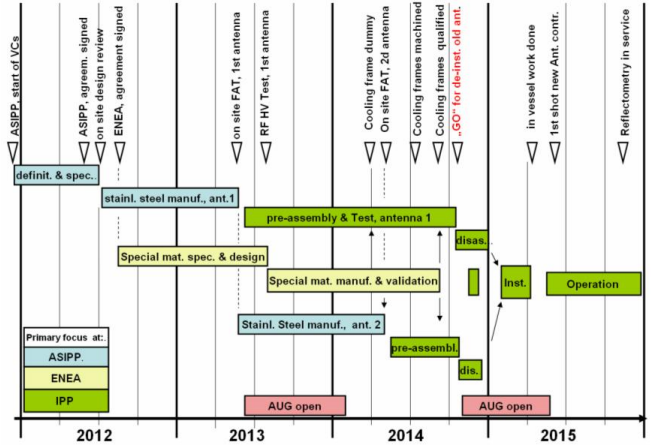 ASIPP, start of VCs
ASIPP, agreem. signed
on site design review
ENEA, agreement signed
on site FAT, 1st antenna
RF HV Test, 1st antenna
Cooling frame dummy
On site FAT, 2d antenna
Cooling frames machined
Cooling frames qualified
„GO" for de-inst. old ant.
in vessel work done
1st shot new Ant. contr.
Reflectometry in service
definit. & spec..
stainl. steel manuf., ant.1
pre-assembly & Test, antenna 1
disas.
Special mat. spec. & design
Special mat. manuf. & validation
Inst.
Operation
Stainl. Steel manuf., ant. 2
pre-assembl.
dis.
Primary focus at:.
ASIPP.
ENEA
IPP
AUG open
AUG open
2012
2013
2014
2015